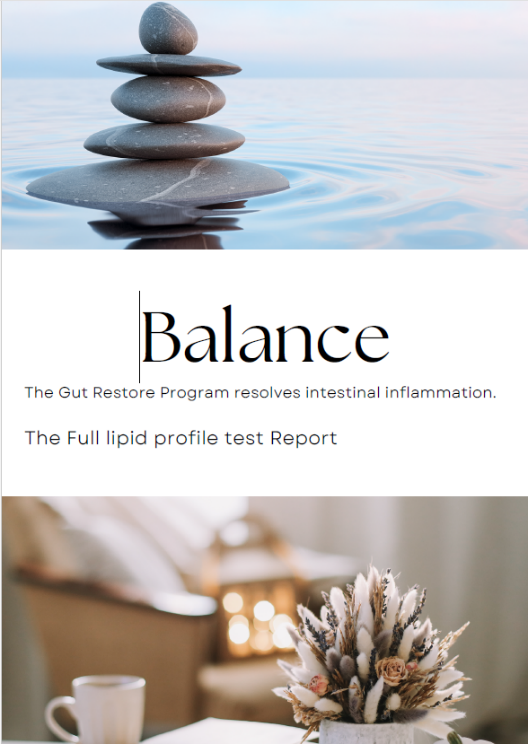 Balance
The Gut Restore Program resolves intestinal inflammation.
The Full lipid profile test Report